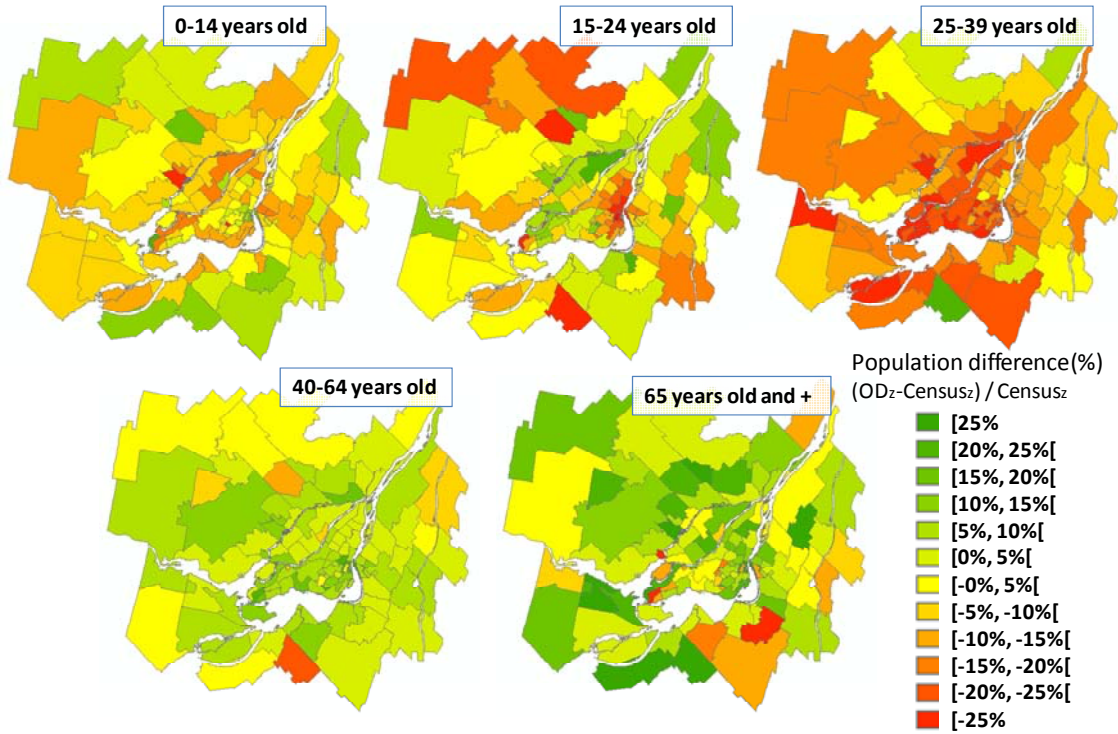 0-14 years old
15-24 years old
25-39 years old
40-64 years old
65 years old and +
Population difference(%)
(ODz-Censusz) / Censusz
[25%
[20%, 25%[
[15%, 20%[
[10%, 15%[
[5%, 10%[
[0%, 5%[
[-0%, 5%[
[-5%, -10%[
[-10%, -15%[
[-15%, -20%[
[-20%, -25%[
[-25%